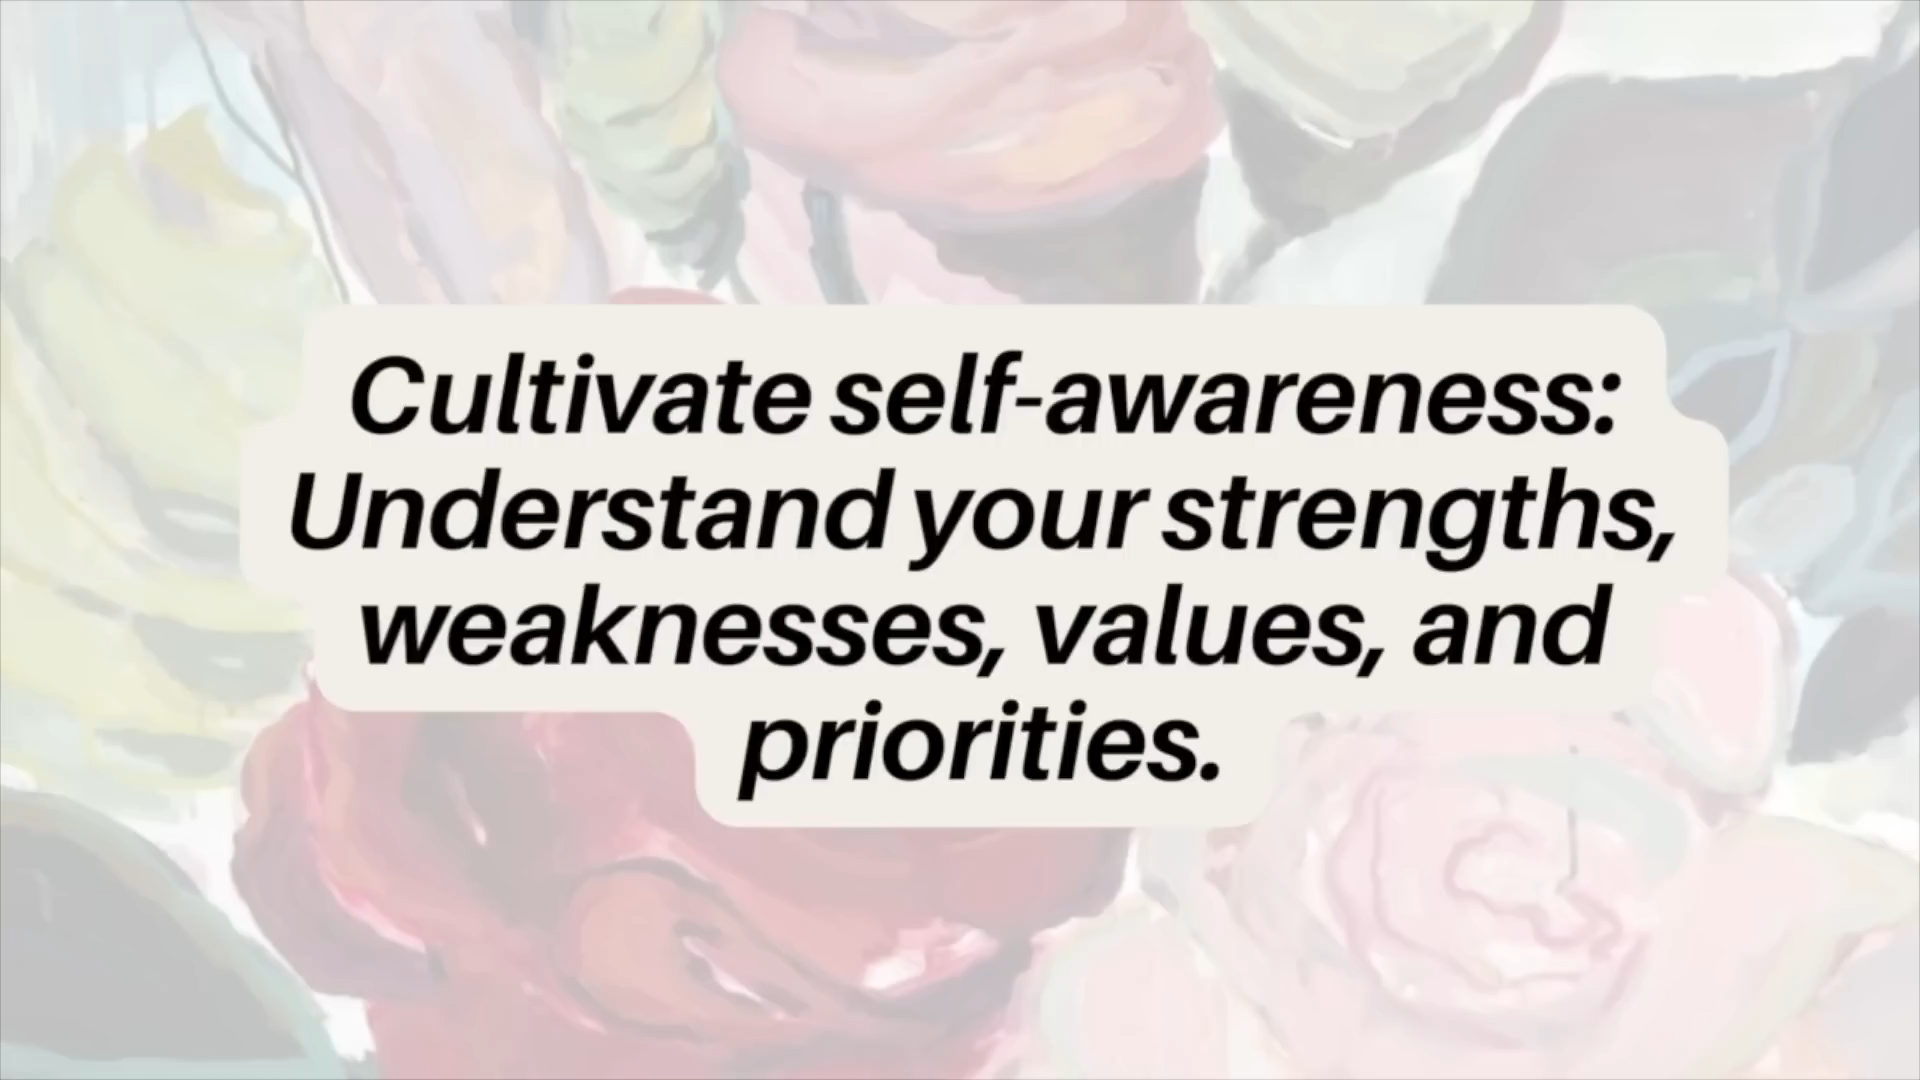 Cultivate self-awareness:
Understand your strengths,
weaknesses, values, and
priorities.